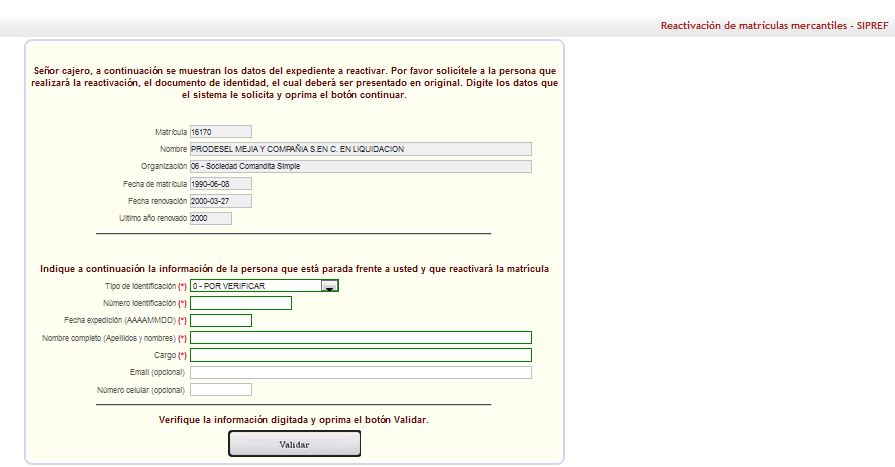 Reactivación de matrículas mercantiles - SIPREF
Señor cajero, a continuación se muestran los datos del expediente a reactivar. Por favor solicítele a la persona que
realizará la reactivación, el documento de identidad, el cual deberá ser presentado en original. Digite los datos que
el sistema le solicita y oprima el botón continuar.
Matrícula 16170
Nombre PRODESEL MEJIA Y COMPAÑIA S.EN C. EN LIQUIDACION
Organización 06 - Sociedad Comandita Simple
Fecha de matrícula 1990-06-08
Fecha renovación 2000-03-27
Ultimo año renovado 2000
Indique a continuación la información de la persona que está parada frente a usted y que reactivará la matrícula
Tipo de identificación (*) 0 - POR VERIFICAR
Número identificación (*)
Fecha expedición (AAAAMMDD) (*)
Nombre completo (Apellidos y nombres) (*)
Cargo (*)
Email (opcional)
Número celular (opcional)
Verifique la información digitada y oprima el botón Validar.
Validar